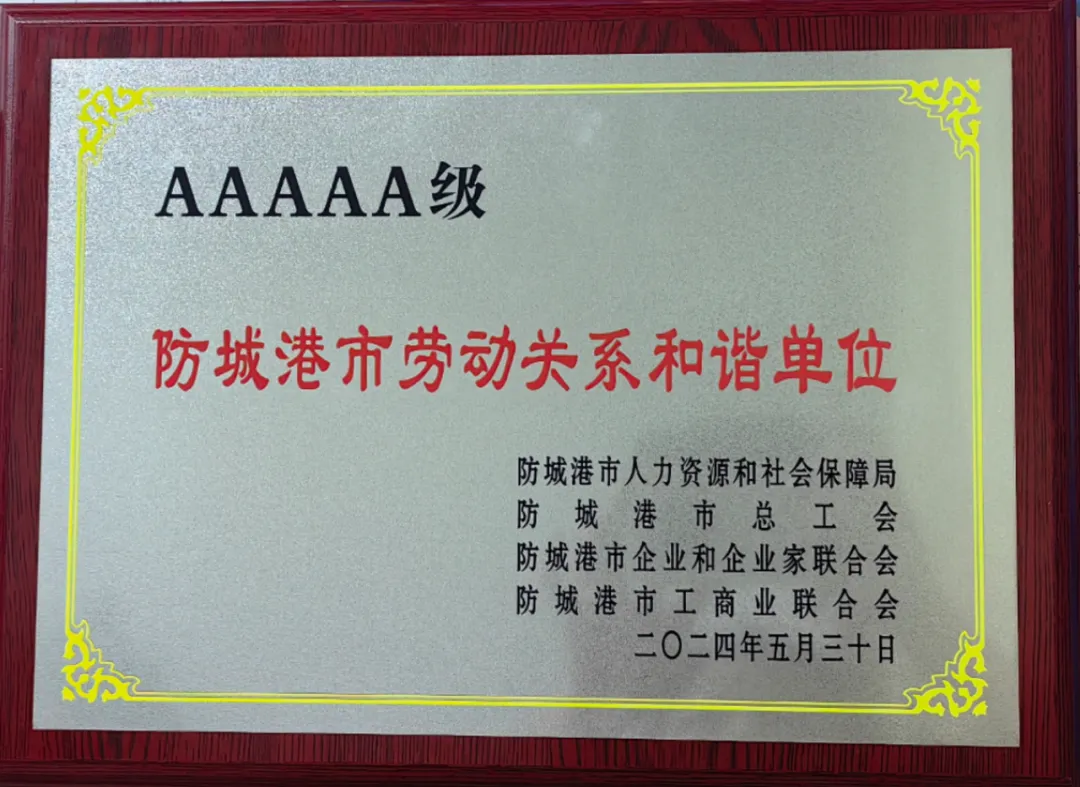 AAAAA级
防城港市劳动关系和谐单位
防城港市人力资源和社会保障局
防城港市总工会
防城港市企业和企业家联合会
防城港市工商业联合会
二〇二四年五月三十日